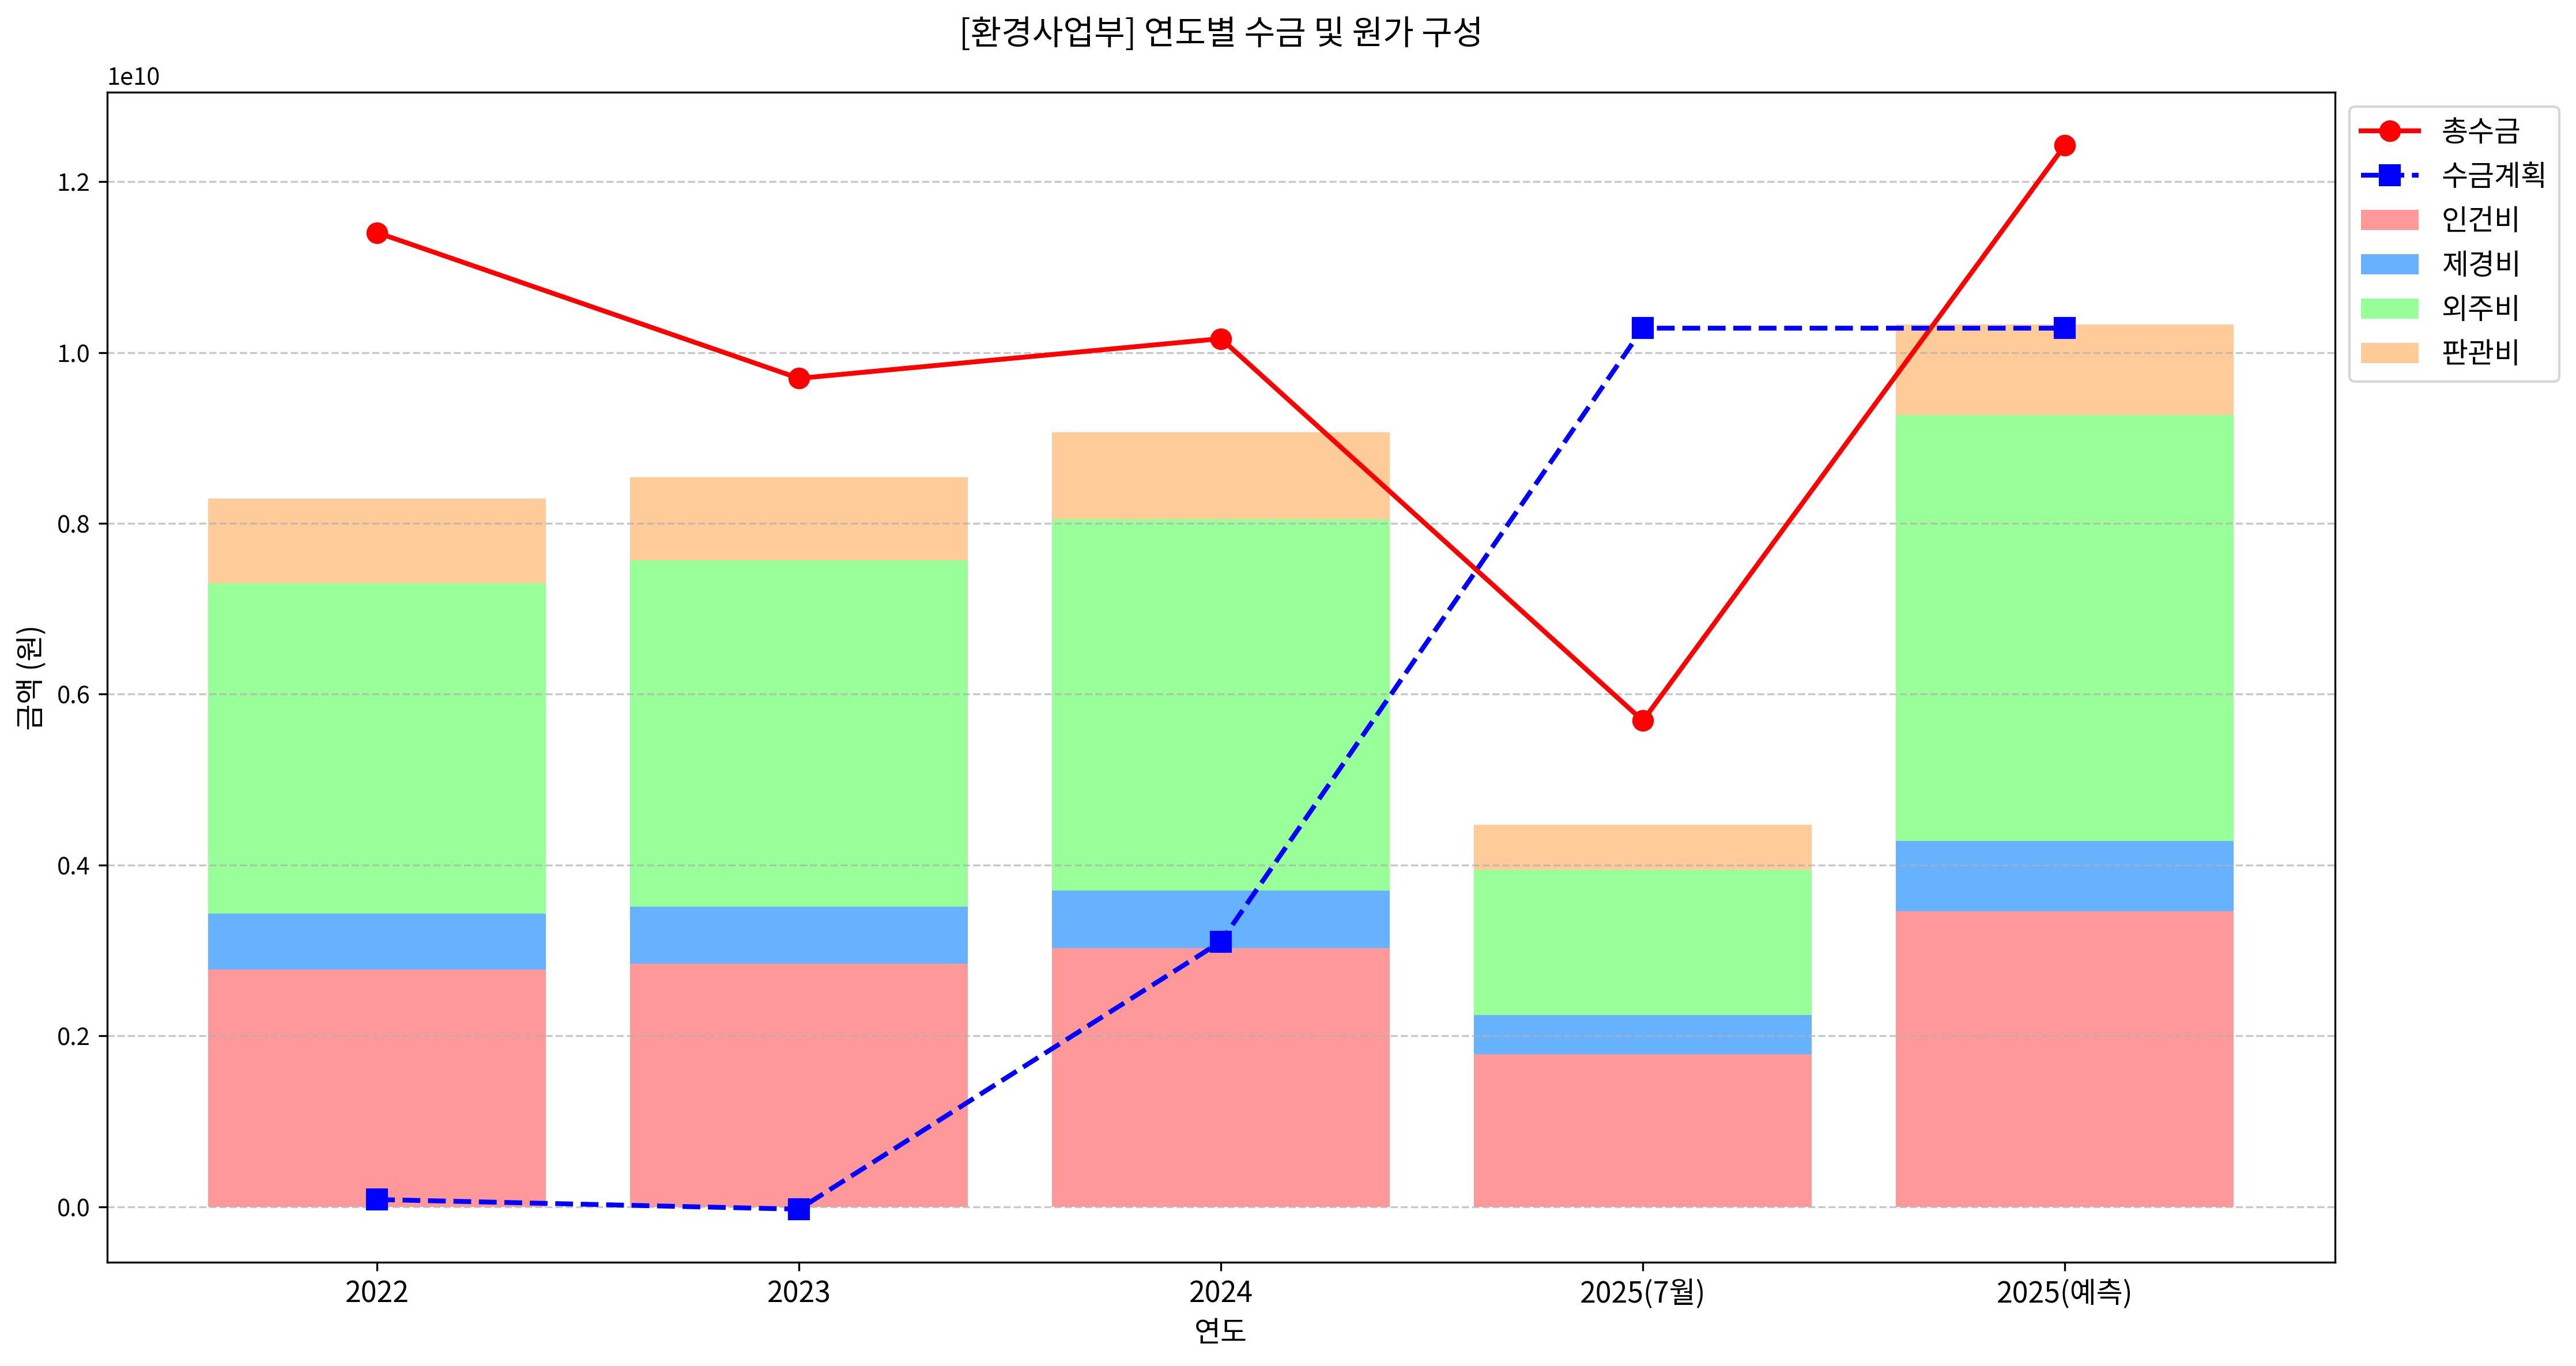 [환경사업부] 연도별 수금 및 원가 구성
1e10
1.2
1.0
0.8
0.6
0.4
0.2
0.0
금액 (원)
2022
2023
2024
2025(7월)
2025(예측)
연도
총수금
수금계획
인건비
제경비
외주비
판관비